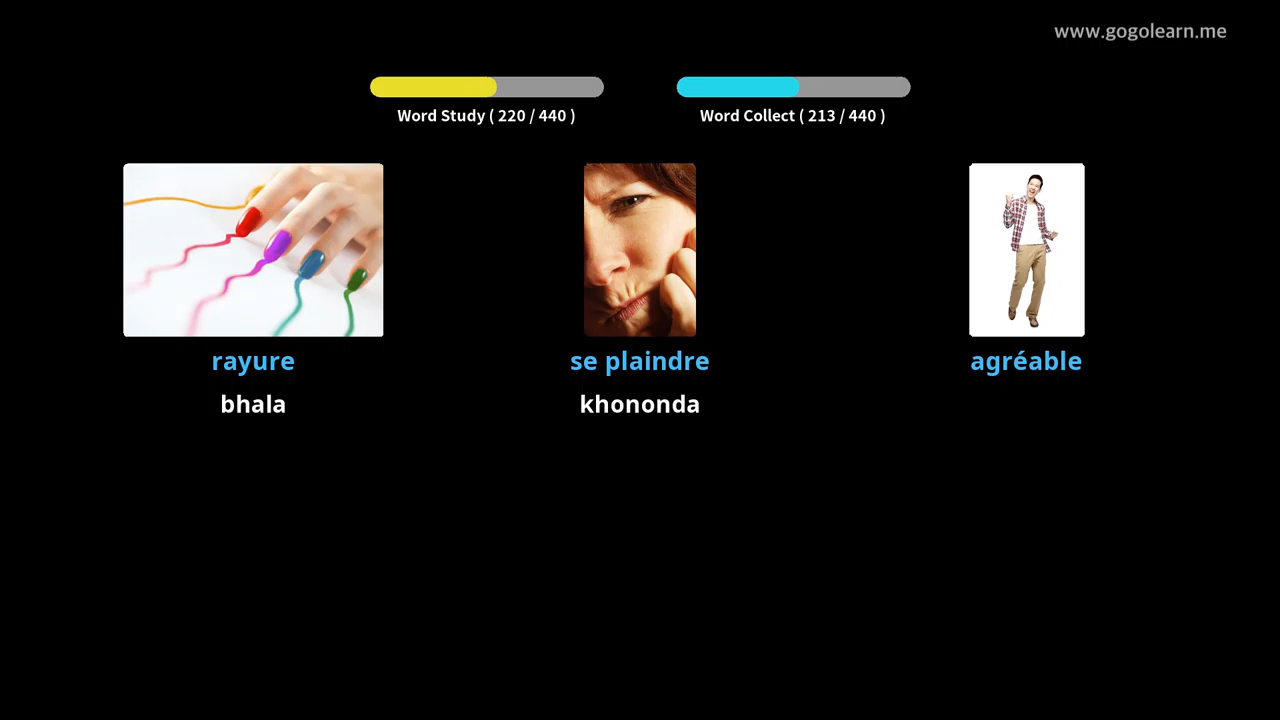 www.gogolearn.me
Word Study ( 220 / 440 )
Word Collect ( 213 / 440 )
rayure
se plaindre
agréable
bhala
khononda